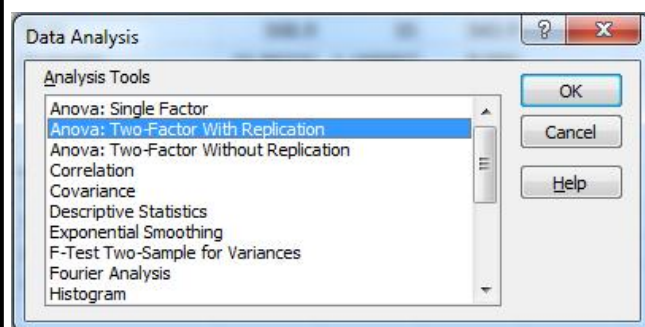 Data Analysis
?
X
Analysis Tools
Anova: Single Factor
Anova: Two-Factor With Replication
Anova: Two-Factor Without Replication
Correlation
Covariance
Descriptive Statistics
Exponential Smoothing
F-Test Two-Sample for Variances
Fourier Analysis
Histogram
OK
Cancel
Help